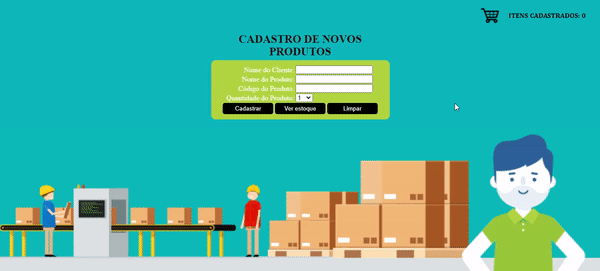 ITENS CADASTRADOS: 0
CADASTRO DE NOVOS
PRODUTOS
Nome do Cliente:
Nome do Produto:
Código do Produto:
Quantidade do Produto: 1
Cadastrar Ver estoque Limpar